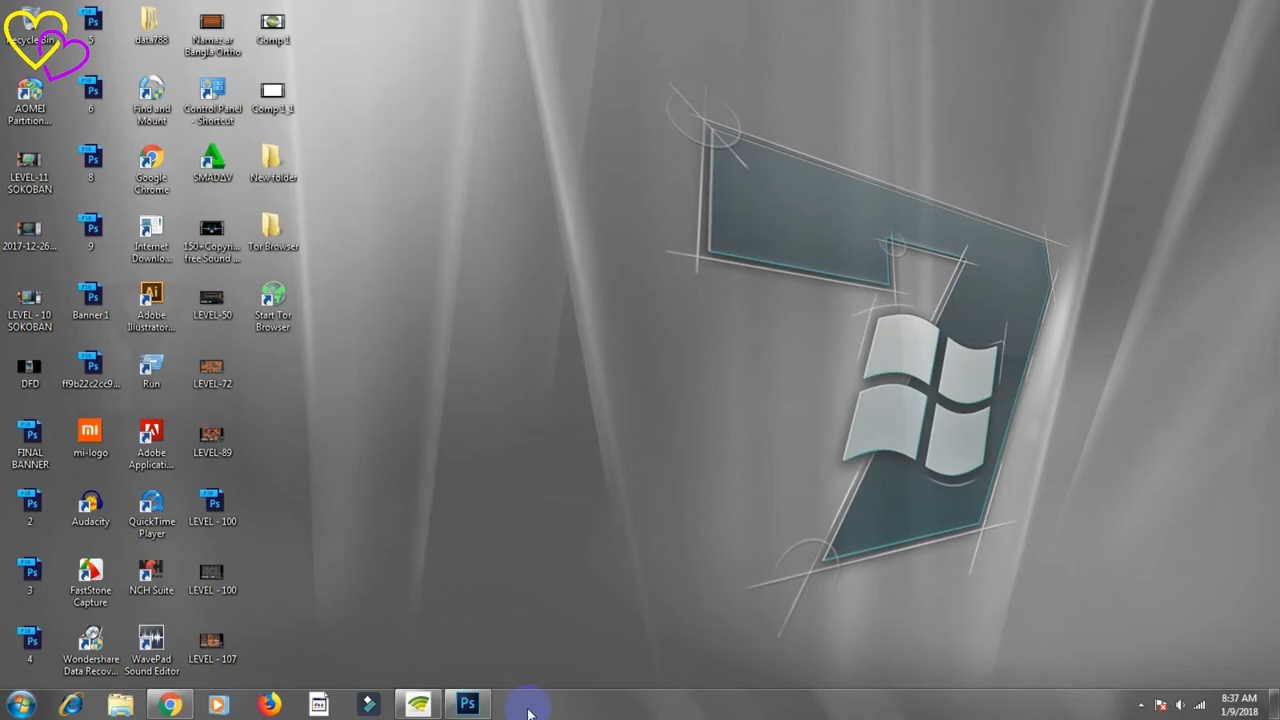 Recycle Bin
AOMEI
Partition...
LEVEL-11
SOKOBAN
2017-12-26...
LEVEL - 10
SOKOBAN
DFD
FINAL
BANNER
2
3
4
5
6
8
9
Banner1
ff9b22c2cc9...
mi-logo
Audacity
FastStone
Capture
Wondershare
Data Recov...
data788
Find and
Mount
Google
Chrome
Internet
Downlo...
Adobe
Illustrator...
Run
Adobe
Applicati...
QuickTime
Player
NCH Suite
WavePad
Sound Editor
Namaz ar
Bangla Ortho
Control Panel
- Shortcut
SMADΔV
150+ Copyri...
free Sound ...
LEVEL-50
LEVEL-72
LEVEL-89
LEVEL - 100
LEVEL - 100
LEVEL - 107
Comp 1
Comp 1_1
New folder
Tor Browser
Start Tor
Browser
8:37 AM
1/9/2018